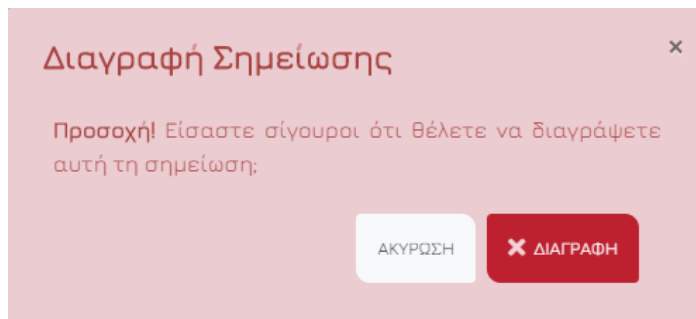 Διαγραφή Σημείωσης
×
Προσοχή! Είσαστε σίγουροι ότι θέλετε να διαγράψετε
αυτή τη σημείωση;
ΑΚΥΡΩΣΗ
✖ ΔΙΑΓΡΑΦΗ